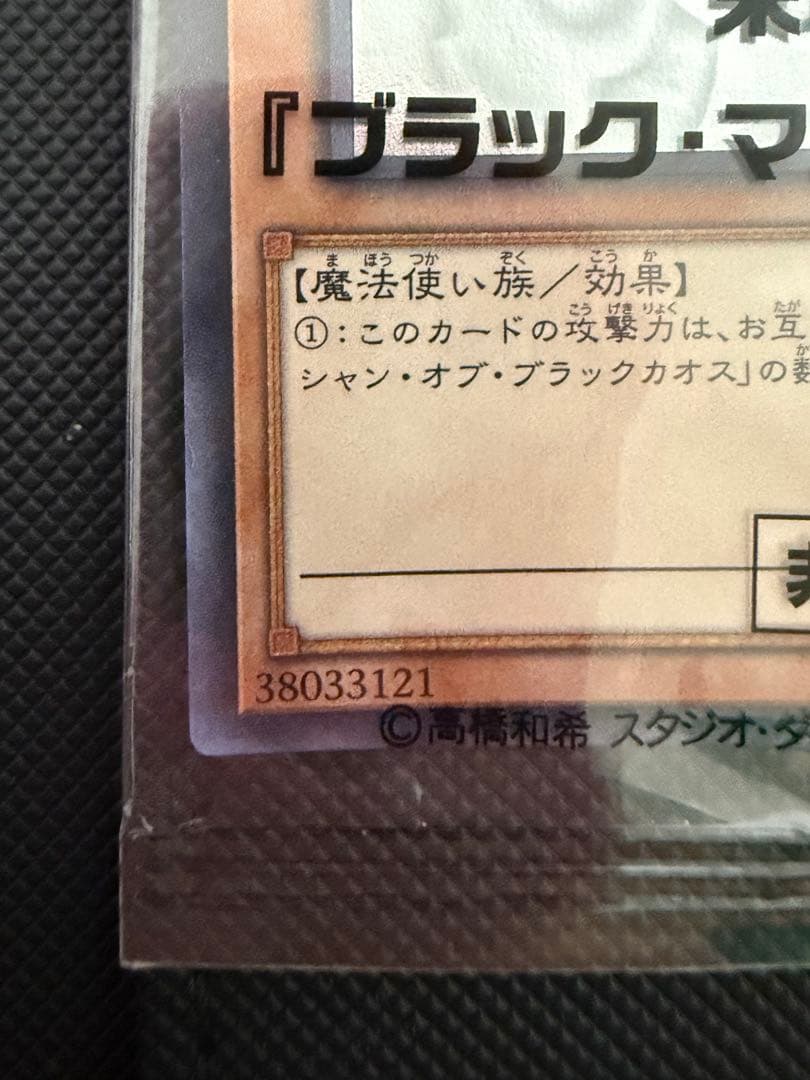 『ブラック・マ
【魔法使い族／効果】
①：このカードの攻撃力は、お互
シャン・オブ・ブラックカオス」の
38033121
©高橋和希 スタジオ・ダ